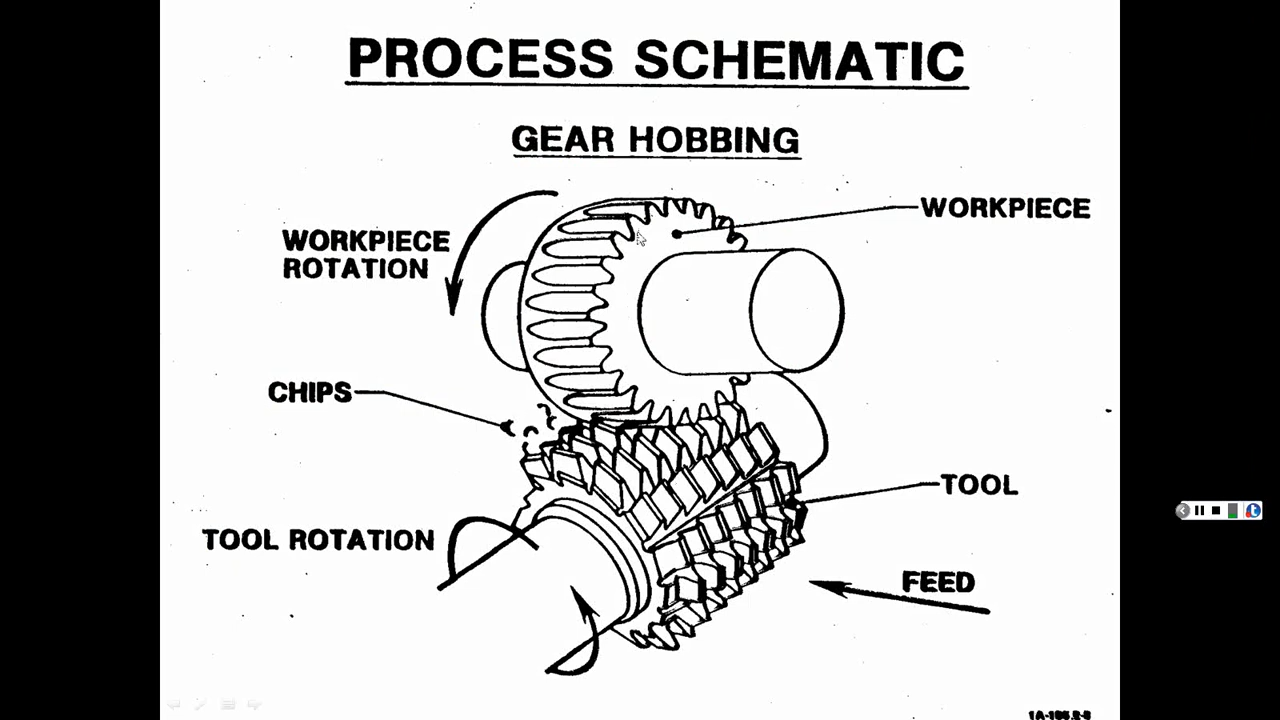 PROCESS SCHEMATIC
GEAR HOBBING
WORKPIECE
WORKPIECE
ROTATION
CHIPS
TOOL
TOOL ROTATION
FEED